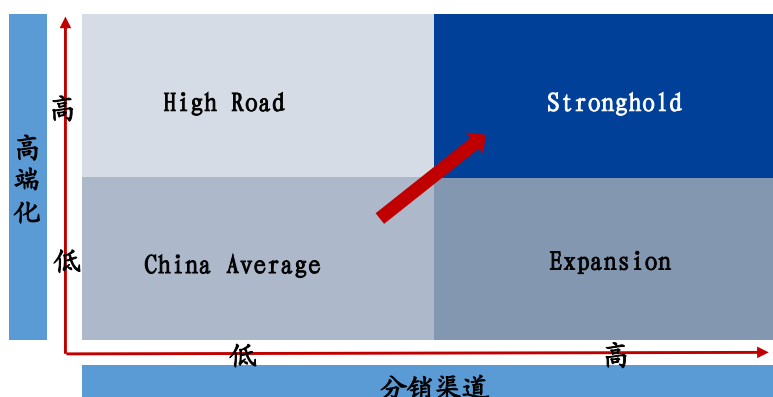 高端化
高
低
High Road
Stronghold
China Average
Expansion
低
高
分销渠道